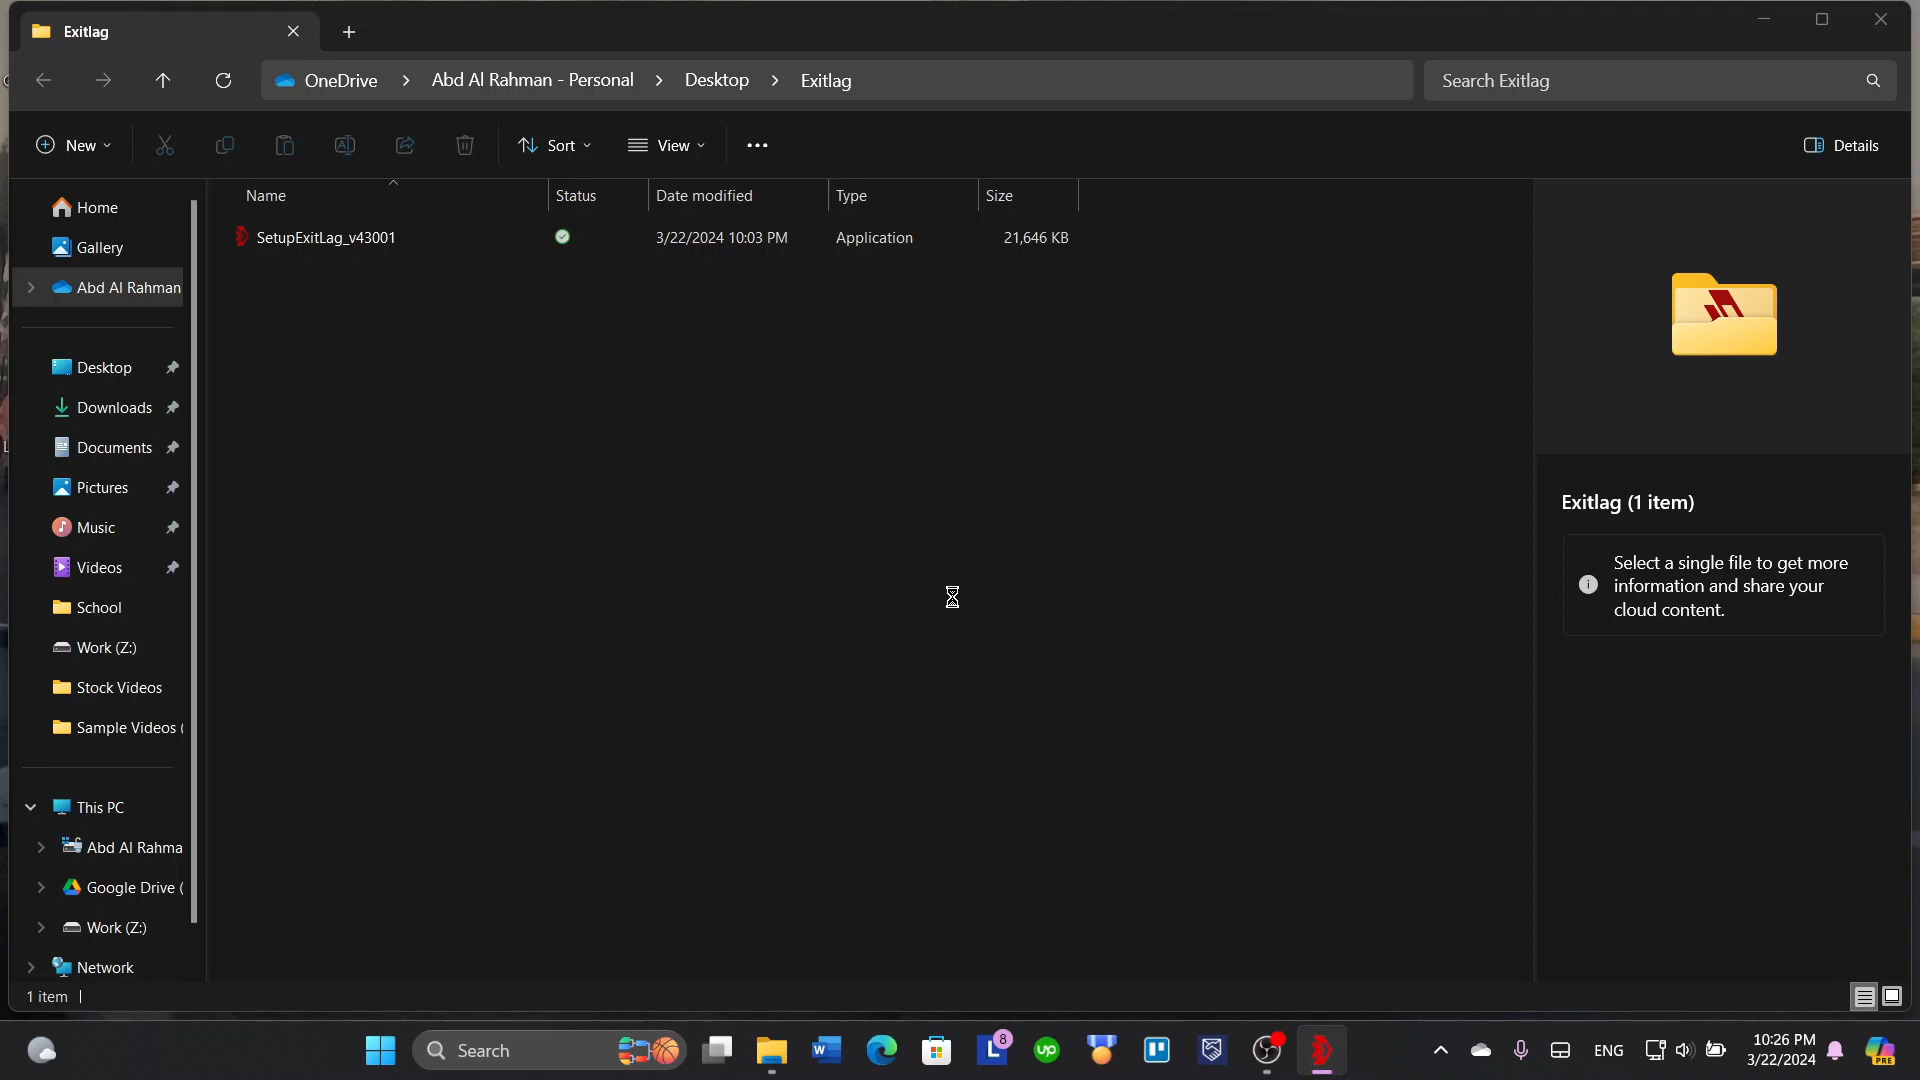 Exitlag
OneDrive > Abd Al Rahman - Personal > Desktop > Exitlag
Search Exitlag
New
Sort
View
Details
Name
Status
Date modified
Type
Size
SetupExitLag_v43001
3/22/2024 10:03 PM
Application
21,646 KB
Home
Gallery
Abd Al Rahman
Desktop
Downloads
Documents
Pictures
Music
Videos
School
Work (Z:)
Stock Videos
Sample Videos (
This PC
Abd Al Rahma
Google Drive (
Work (Z:)
Network
Exitlag (1 item)
Select a single file to get more
information and share your
cloud content.
1 item
Search
8
ENG
10:26 PM
3/22/2024
PRE